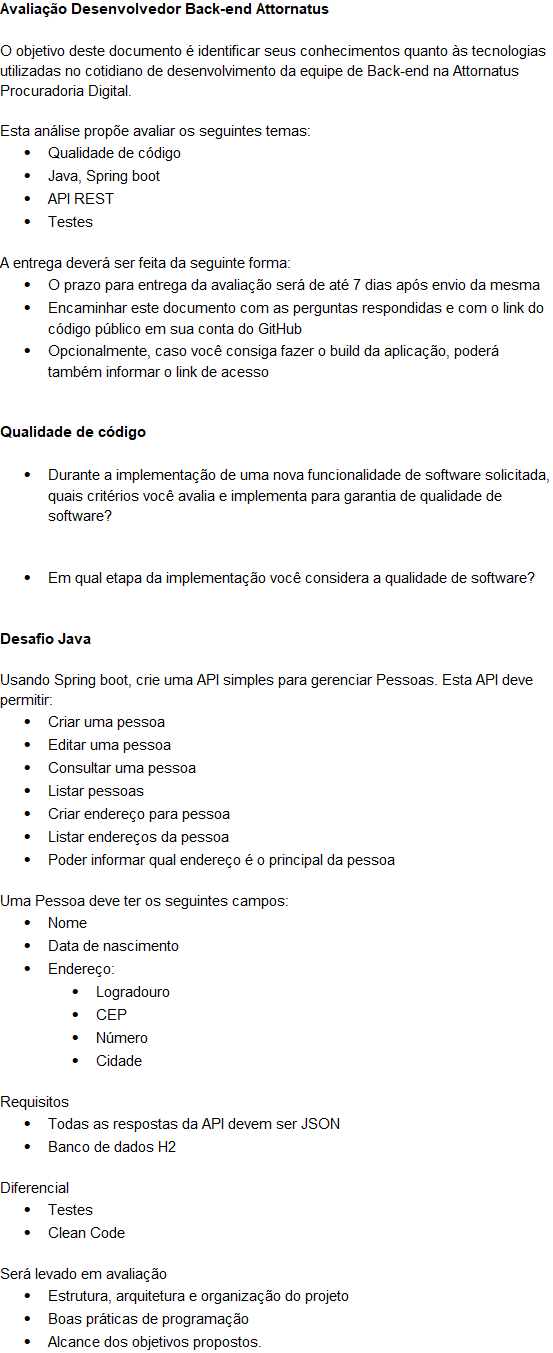 Avaliação Desenvolvedor Back-end Attornatus
O objetivo deste documento é identificar seus conhecimentos quanto às tecnologias
utilizadas no cotidiano de desenvolvimento da equipe de Back-end na Attornatus
Procuradoria Digital.
Esta análise propõe avaliar os seguintes temas:
• Qualidade de código
• Java, Spring boot
• API REST
• Testes
A entrega deverá ser feita da seguinte forma:
• O prazo para entrega da avaliação será de até 7 dias após envio da mesma
• Encaminhar este documento com as perguntas respondidas e com o link do
código público em sua conta do GitHub
• Opcionalmente, caso você consiga fazer o build da aplicação, poderá
também informar o link de acesso
Qualidade de código
• Durante a implementação de uma nova funcionalidade de software solicitada,
quais critérios você avalia e implementa para garantia de qualidade de
software?
• Em qual etapa da implementação você considera a qualidade de software?
Desafio Java
Usando Spring boot, crie uma API simples para gerenciar Pessoas. Esta API deve
permitir:
• Criar uma pessoa
• Editar uma pessoa
• Consultar uma pessoa
• Listar pessoas
• Criar endereço para pessoa
• Listar endereços da pessoa
• Poder informar qual endereço é o principal da pessoa
Uma Pessoa deve ter os seguintes campos:
• Nome
• Data de nascimento
• Endereço:
• Logradouro
• CEP
• Número
• Cidade
Requisitos
• Todas as respostas da API devem ser JSON
• Banco de dados H2
Diferencial
• Testes
• Clean Code
Será levado em avaliação
• Estrutura, arquitetura e organização do projeto
• Boas práticas de programação
• Alcance dos objetivos propostos.